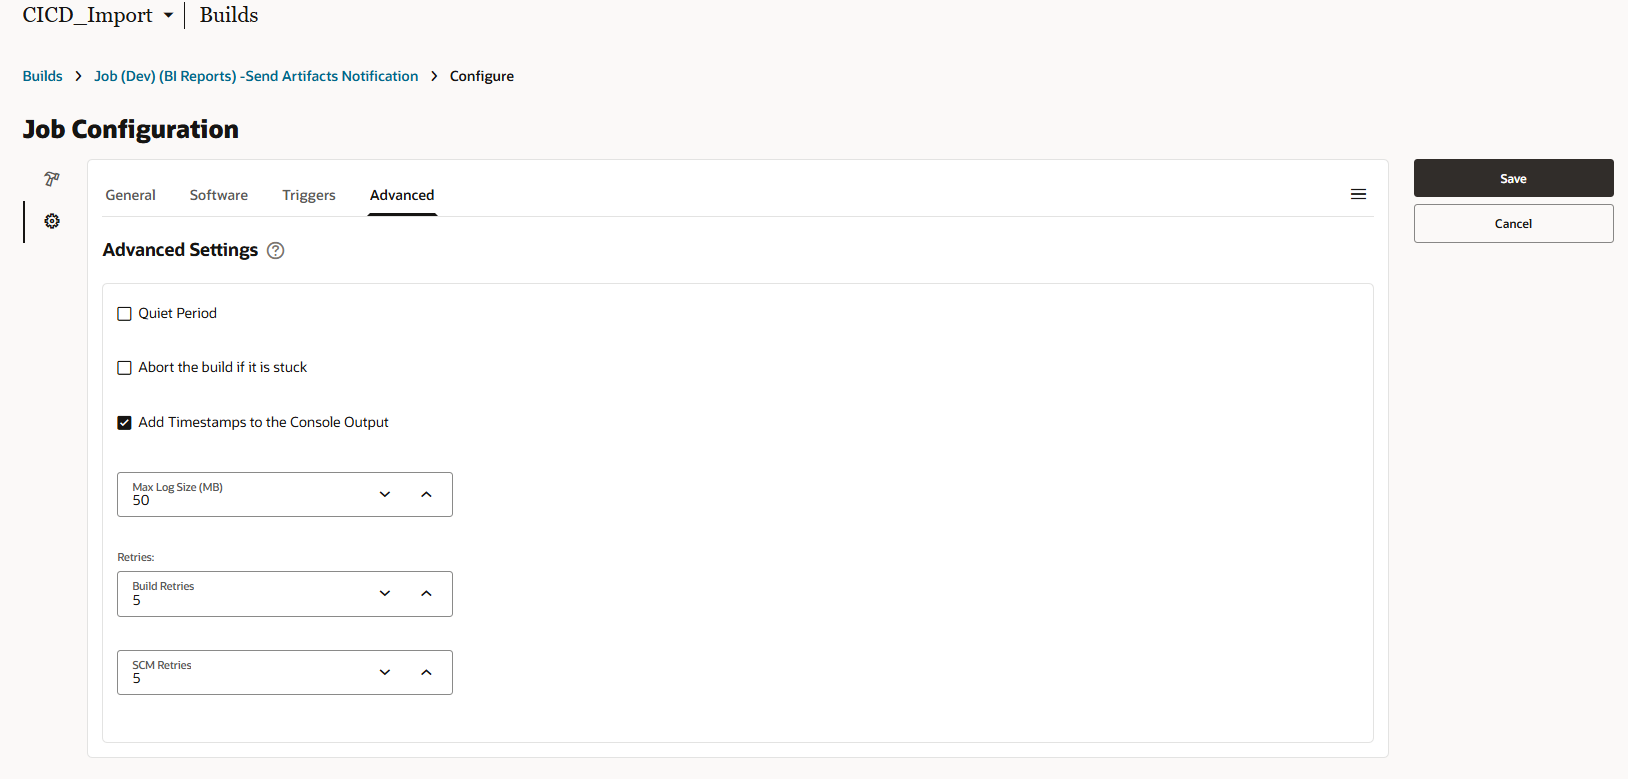 CICD_Import Builds
Builds > Job (Dev) (BI Reports) -Send Artifacts Notification > Configure
Job Configuration
General Software Triggers Advanced
Save
Cancel
Advanced Settings ?
Quiet Period
Abort the build if it is stuck
Add Timestamps to the Console Output
Max Log Size (MB)
50
Retries:
Build Retries
5
SCM Retries
5